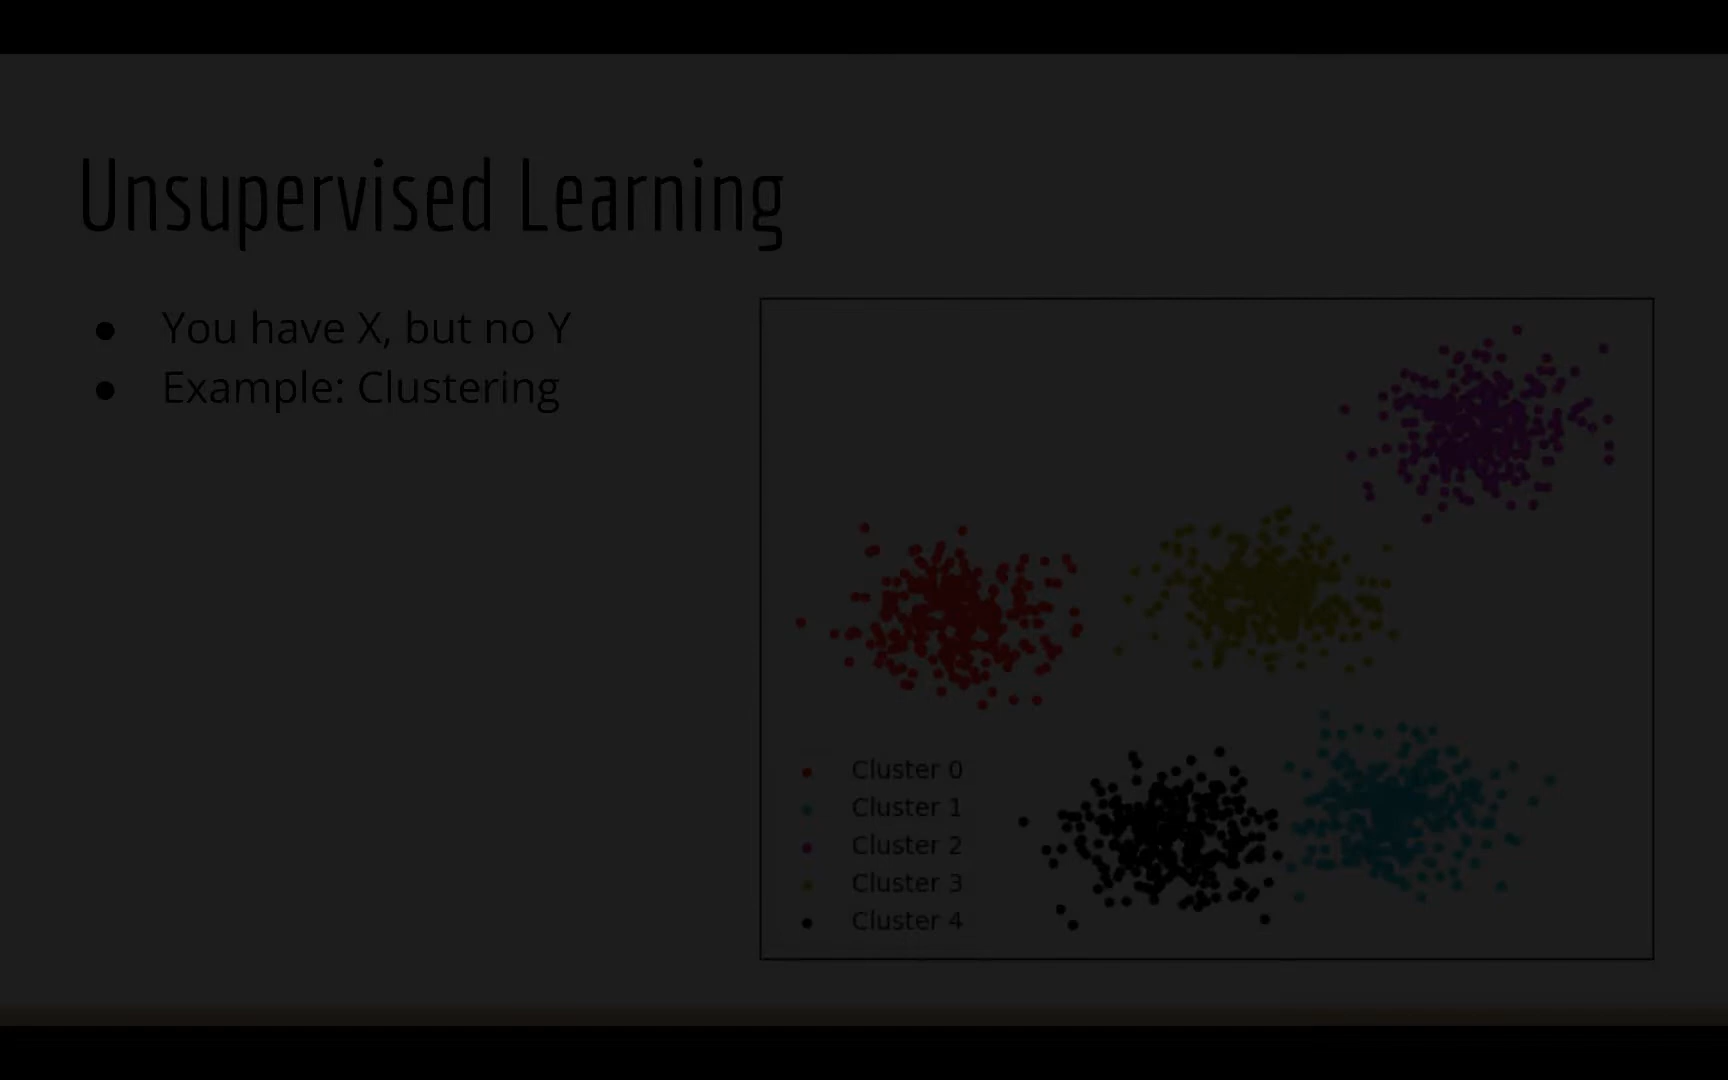 Unsupervised Learning
● You have X, but no Y
● Example: Clustering
Cluster 0
Cluster 1
Cluster 2
Cluster 3
Cluster 4